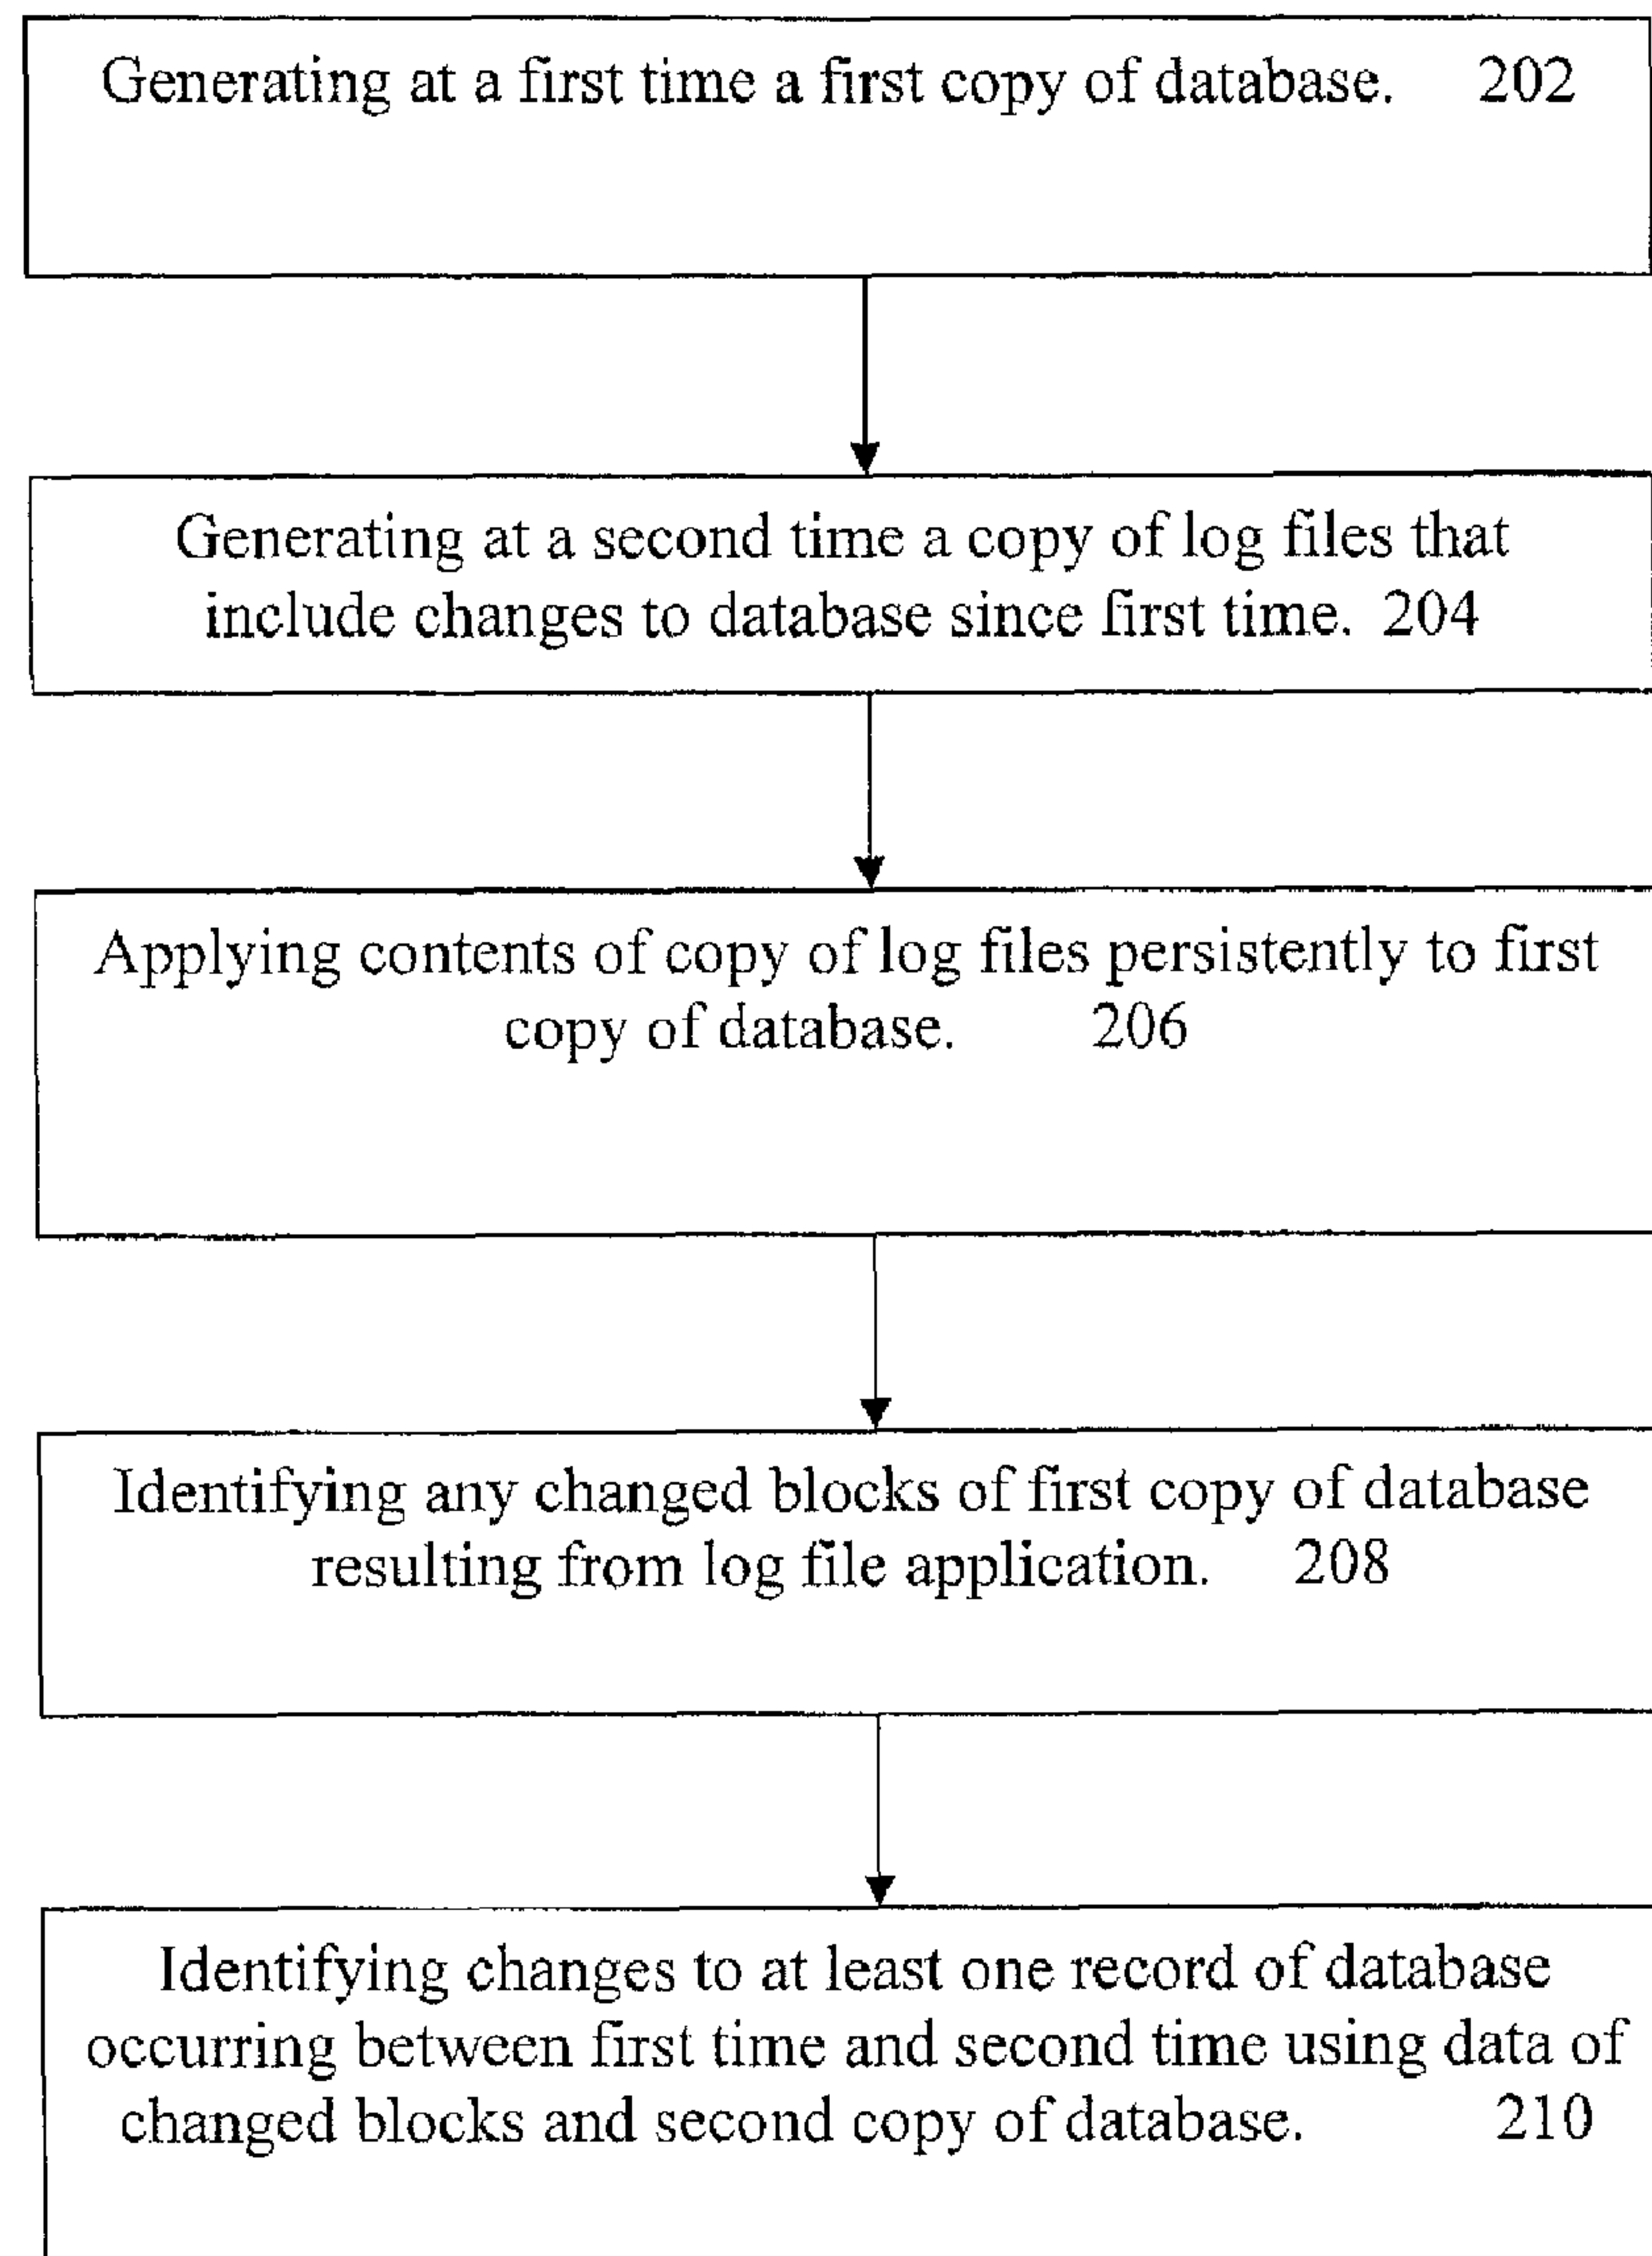 Generating at a first time a first copy of database. 202
Generating at a second time a copy of log files that
include changes to database since first time. 204
Applying contents of copy of log files persistently to first
copy of database. 206
Identifying any changed blocks of first copy of database
resulting from log file application. 208
Identifying changes to at least one record of database
occurring between first time and second time using data of
changed blocks and second copy of database. 210